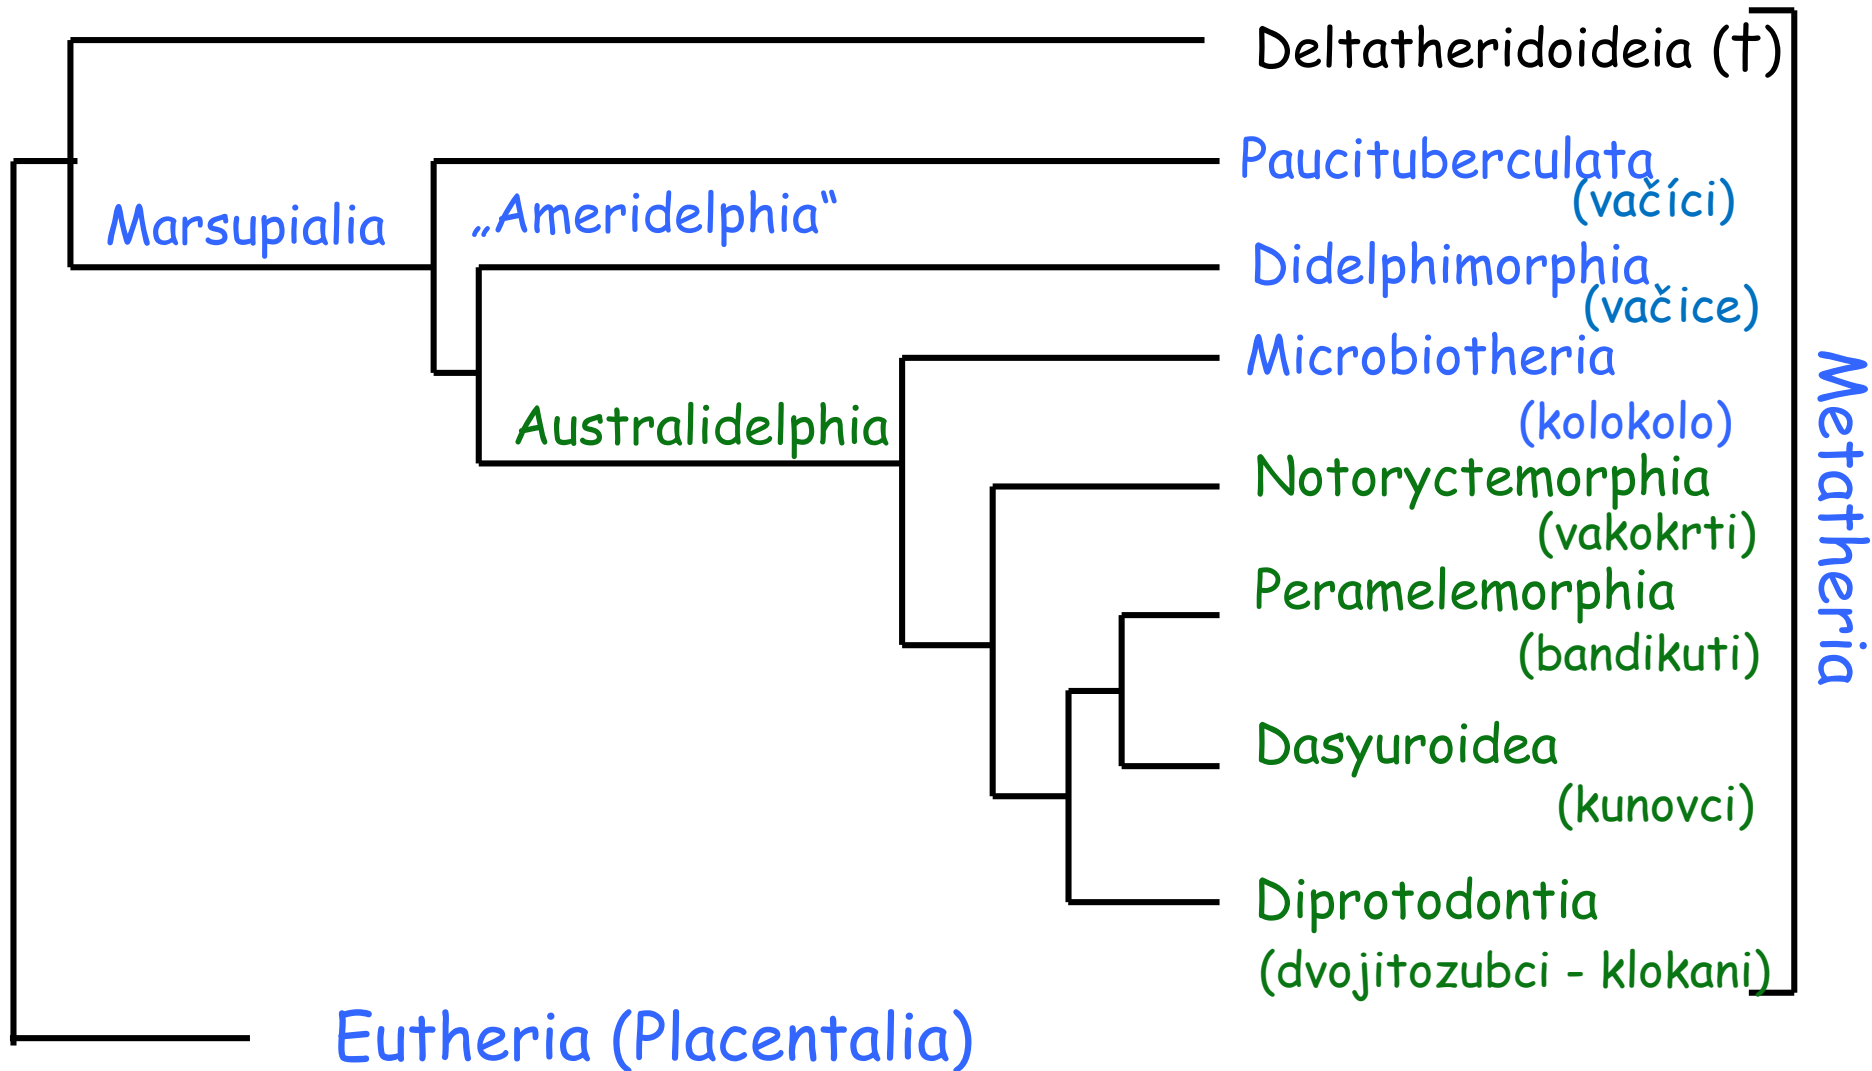 Deltatheridoideia (†)
Paucituberculata
(vačíci)
Marsupialia
„Ameridelphia“
Didelphimorphia
(vačice)
Microbiotheria
(kolokolo)
Australidelphia
Notoryctemorphia
(vakokrti)
Peramelemorphia
(bandikuti)
Dasyuroidea
(kunovci)
Diprotodontia
(dvojitozubci - klokani)
Metatheria
Eutheria (Placentalia)